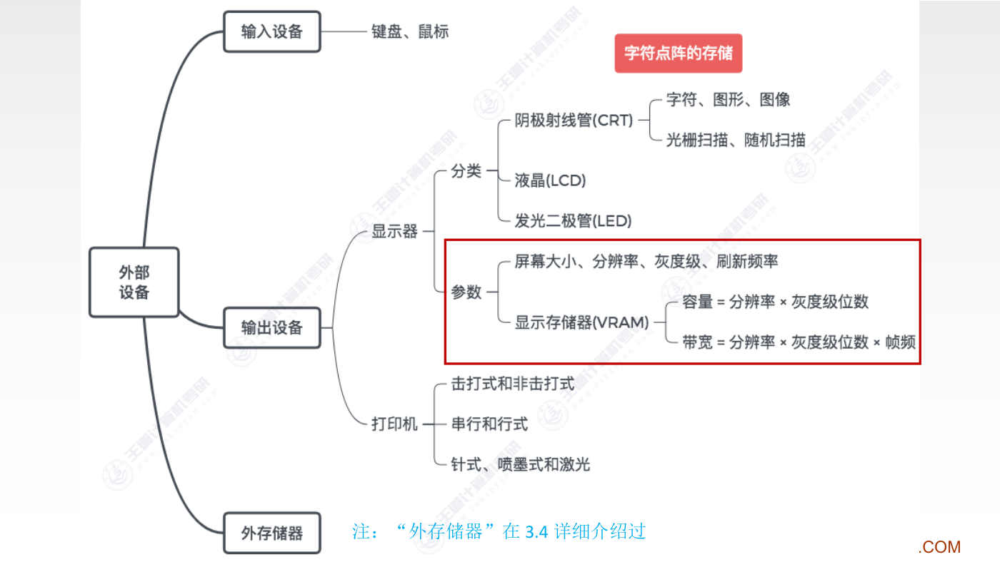 输入设备
键盘、鼠标
字符点阵的存储
字符、图形、图像
阴极射线管(CRT)
光栅扫描、随机扫描
分类
液晶(LCD)
发光二极管(LED)
显示器
屏幕大小、分辨率、灰度级、刷新频率
参数
容量 = 分辨率 × 灰度级位数
显示存储器(VRAM)
带宽 = 分辨率 × 灰度级位数 × 帧频
外部
设备
输出设备
击打式和非击打式
打印机
串行和行式
针式、喷墨式和激光
外存储器
注：“外存储器”在 3.4 详细介绍过
.COM
王道计算机考研